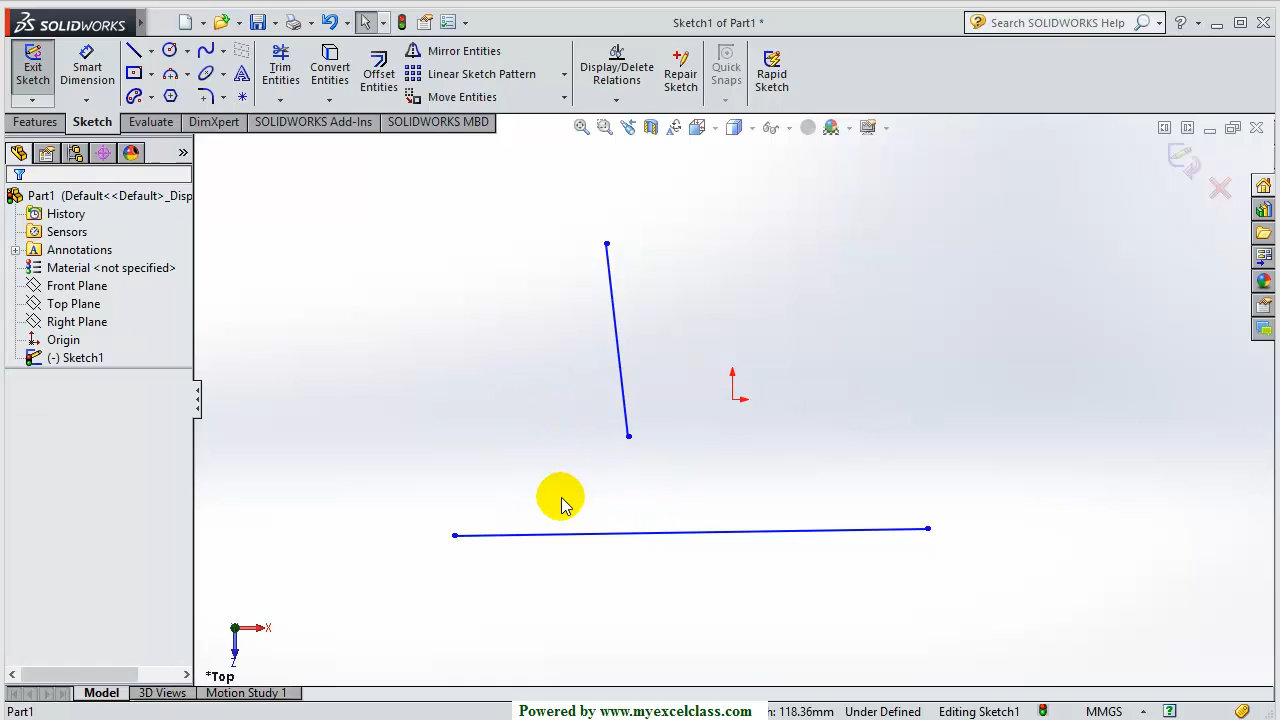 SOLIDWORKS
Sketch1 of Part1 *
Search SOLIDWORKS Help
Exit Sketch
Smart Dimension
Trim Entities
Convert Entities
Offset Entities
Mirror Entities
Linear Sketch Pattern
Move Entities
Display/Delete Relations
Repair Sketch
Quick Snaps
Rapid Sketch
Features
Sketch
Evaluate
DimXpert
SOLIDWORKS Add-Ins
SOLIDWORKS MBD
Part1 (Default<<Default>_Disp
History
Sensors
Annotations
Material <not specified>
Front Plane
Top Plane
Right Plane
Origin
(-) Sketch1
X
Z
*Top
Model
3D Views
Motion Study 1
Part1
Powered by www.myexcelclass.com
h: 118.36mm
Under Defined
Editing Sketch1
MMGS